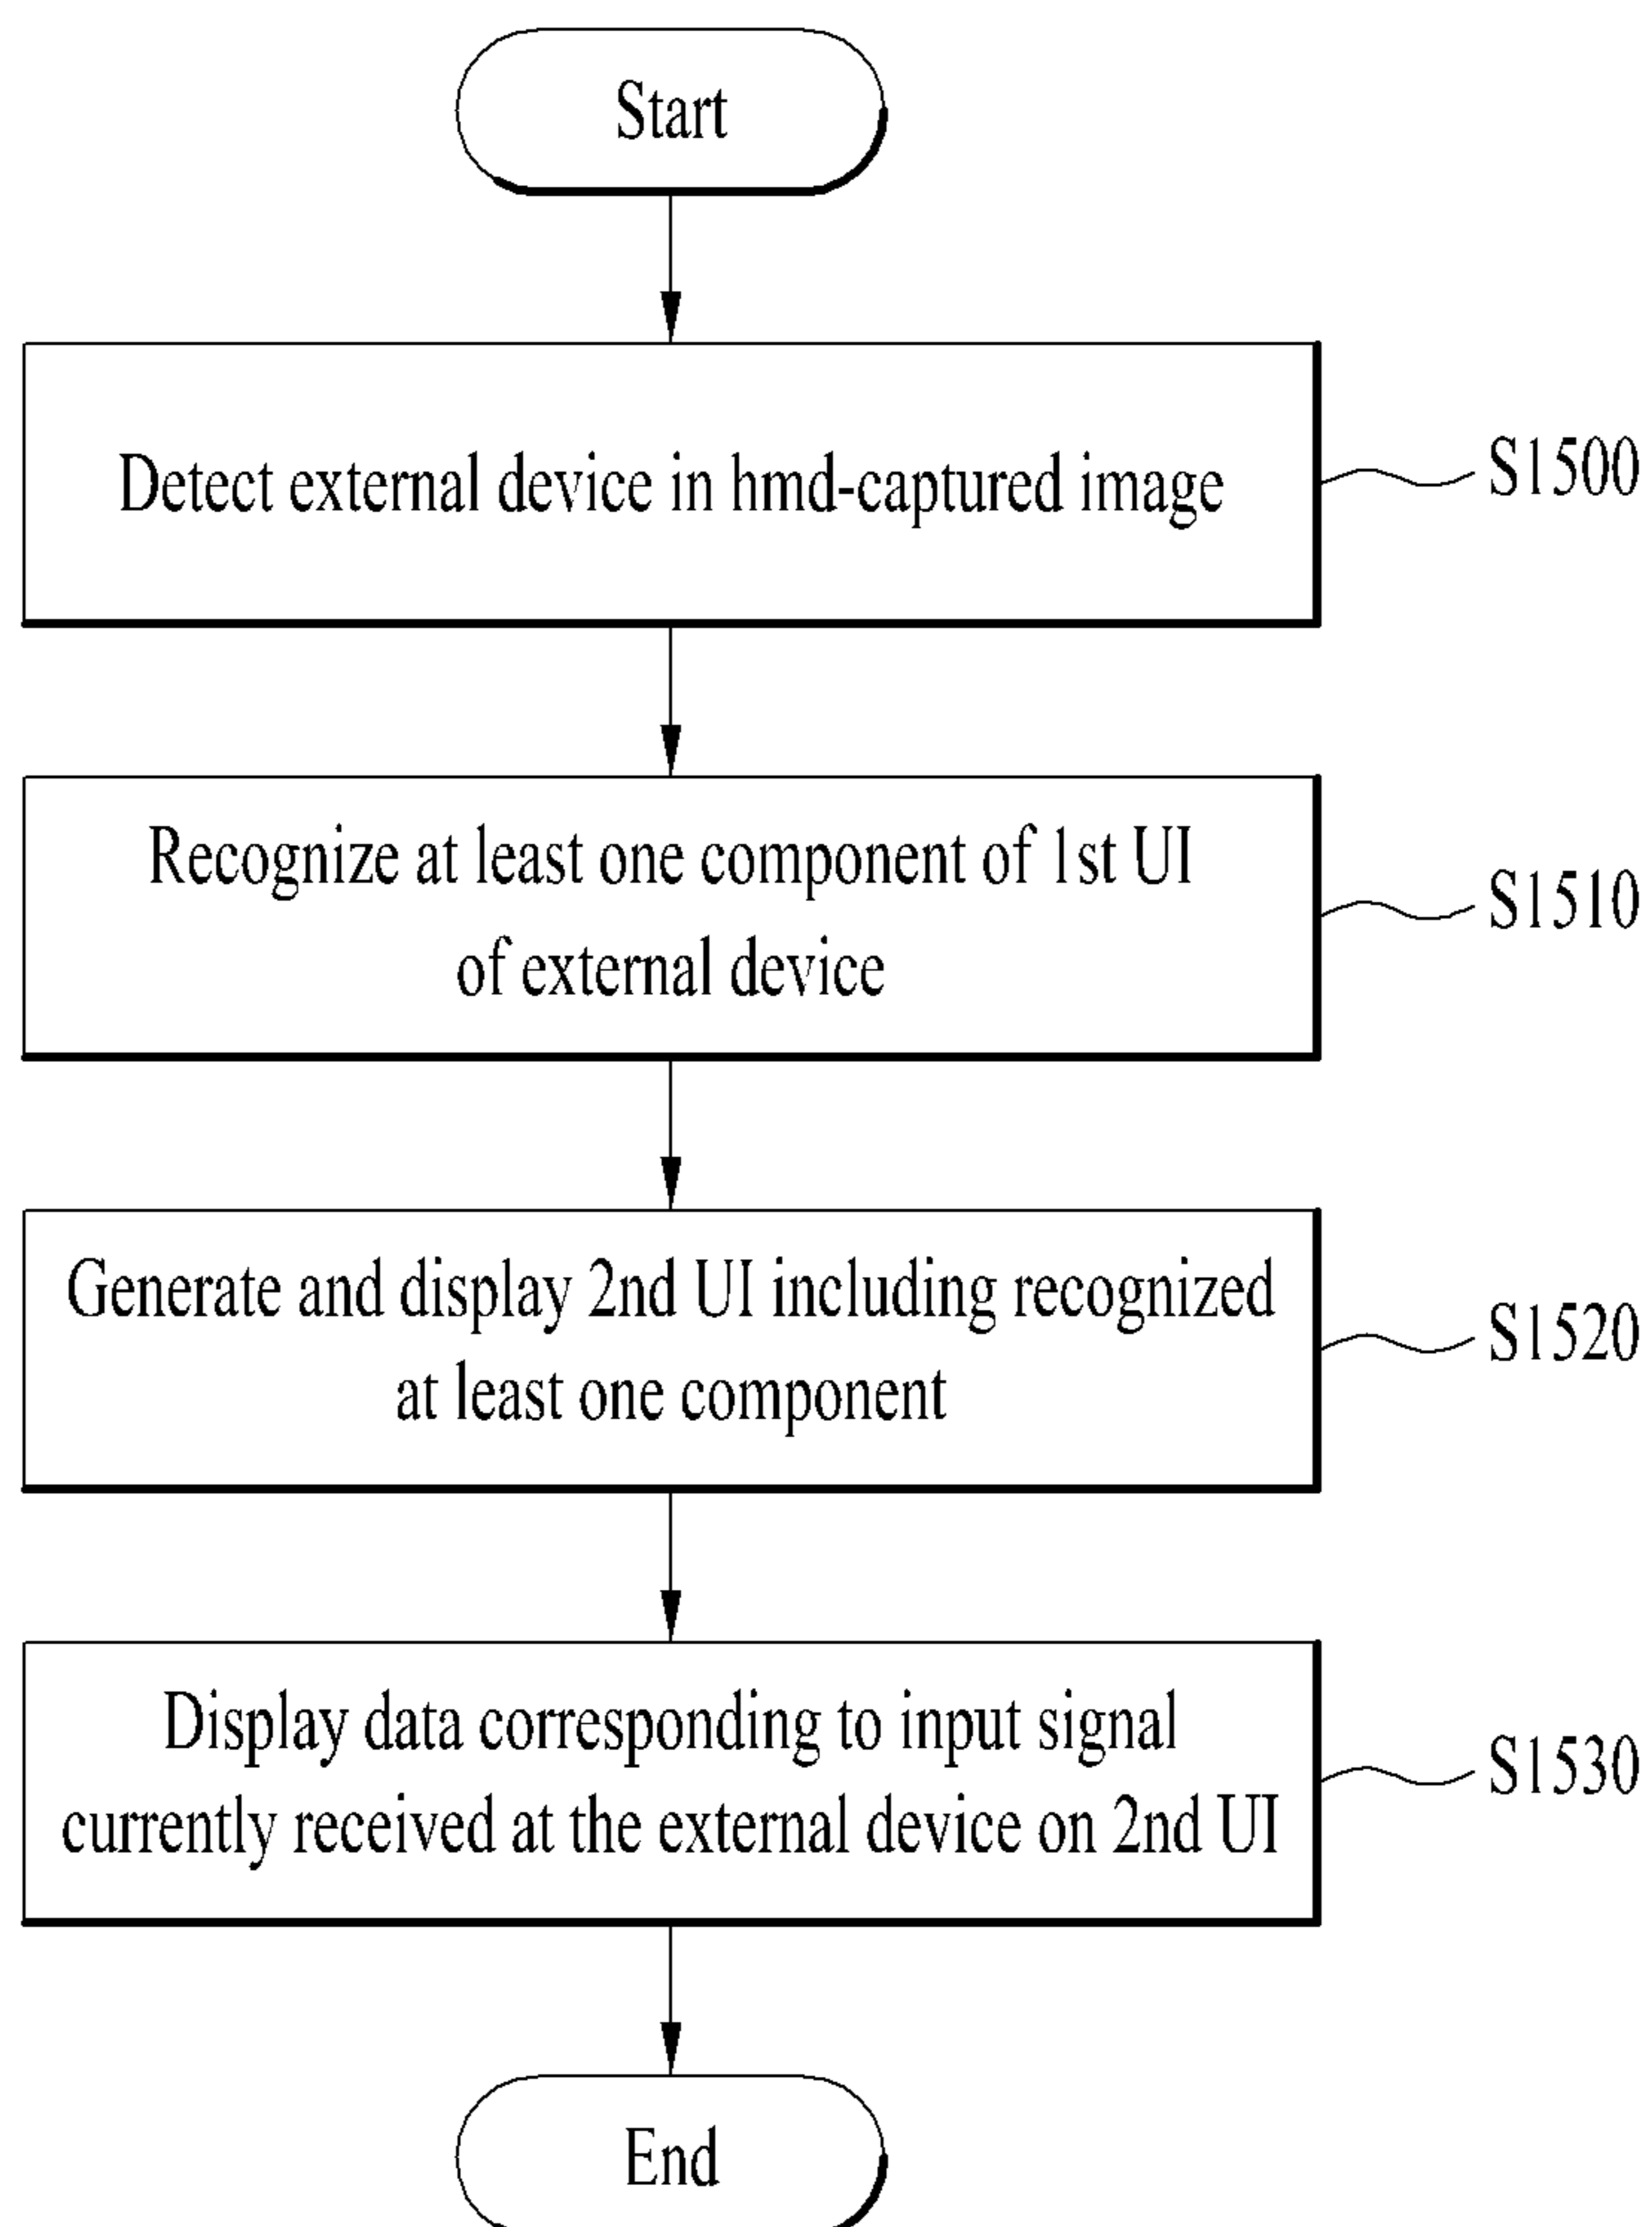 Start
Detect external device in hmd-captured image
S1500
Recognize at least one component of 1st UI
of external device
S1510
Generate and display 2nd UI including recognized
at least one component
S1520
Display data corresponding to input signal
currently received at the external device on 2nd UI
S1530
End